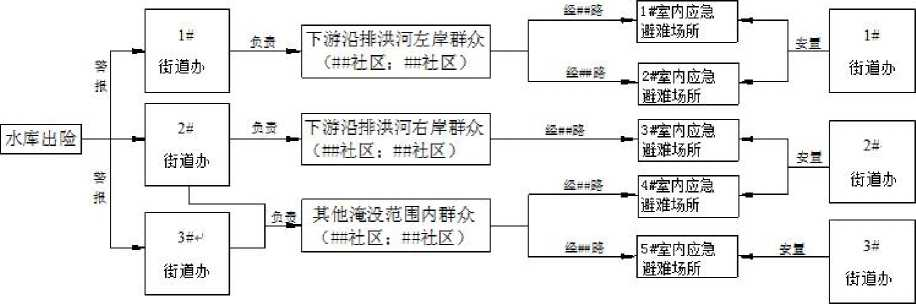 水库出险
警报
警报
1#
街道办
2#
街道办
3#↵
街道办
负责
负责
负责
下游沿排洪河左岸群众
（##社区；##社区）
下游沿排洪河右岸群众
（##社区；##社区）
其他淹没范围内群众
（##社区；##社区）
经##路
经##路
经##路
经##路
经##路
1#室内应急
避难场所
2#室内应急
避难场所
3#室内应急
避难场所
4#室内应急
避难场所
5#室内应急
避难场所
安置
安置
安置
1#
街道办
2#
街道办
3#
街道办